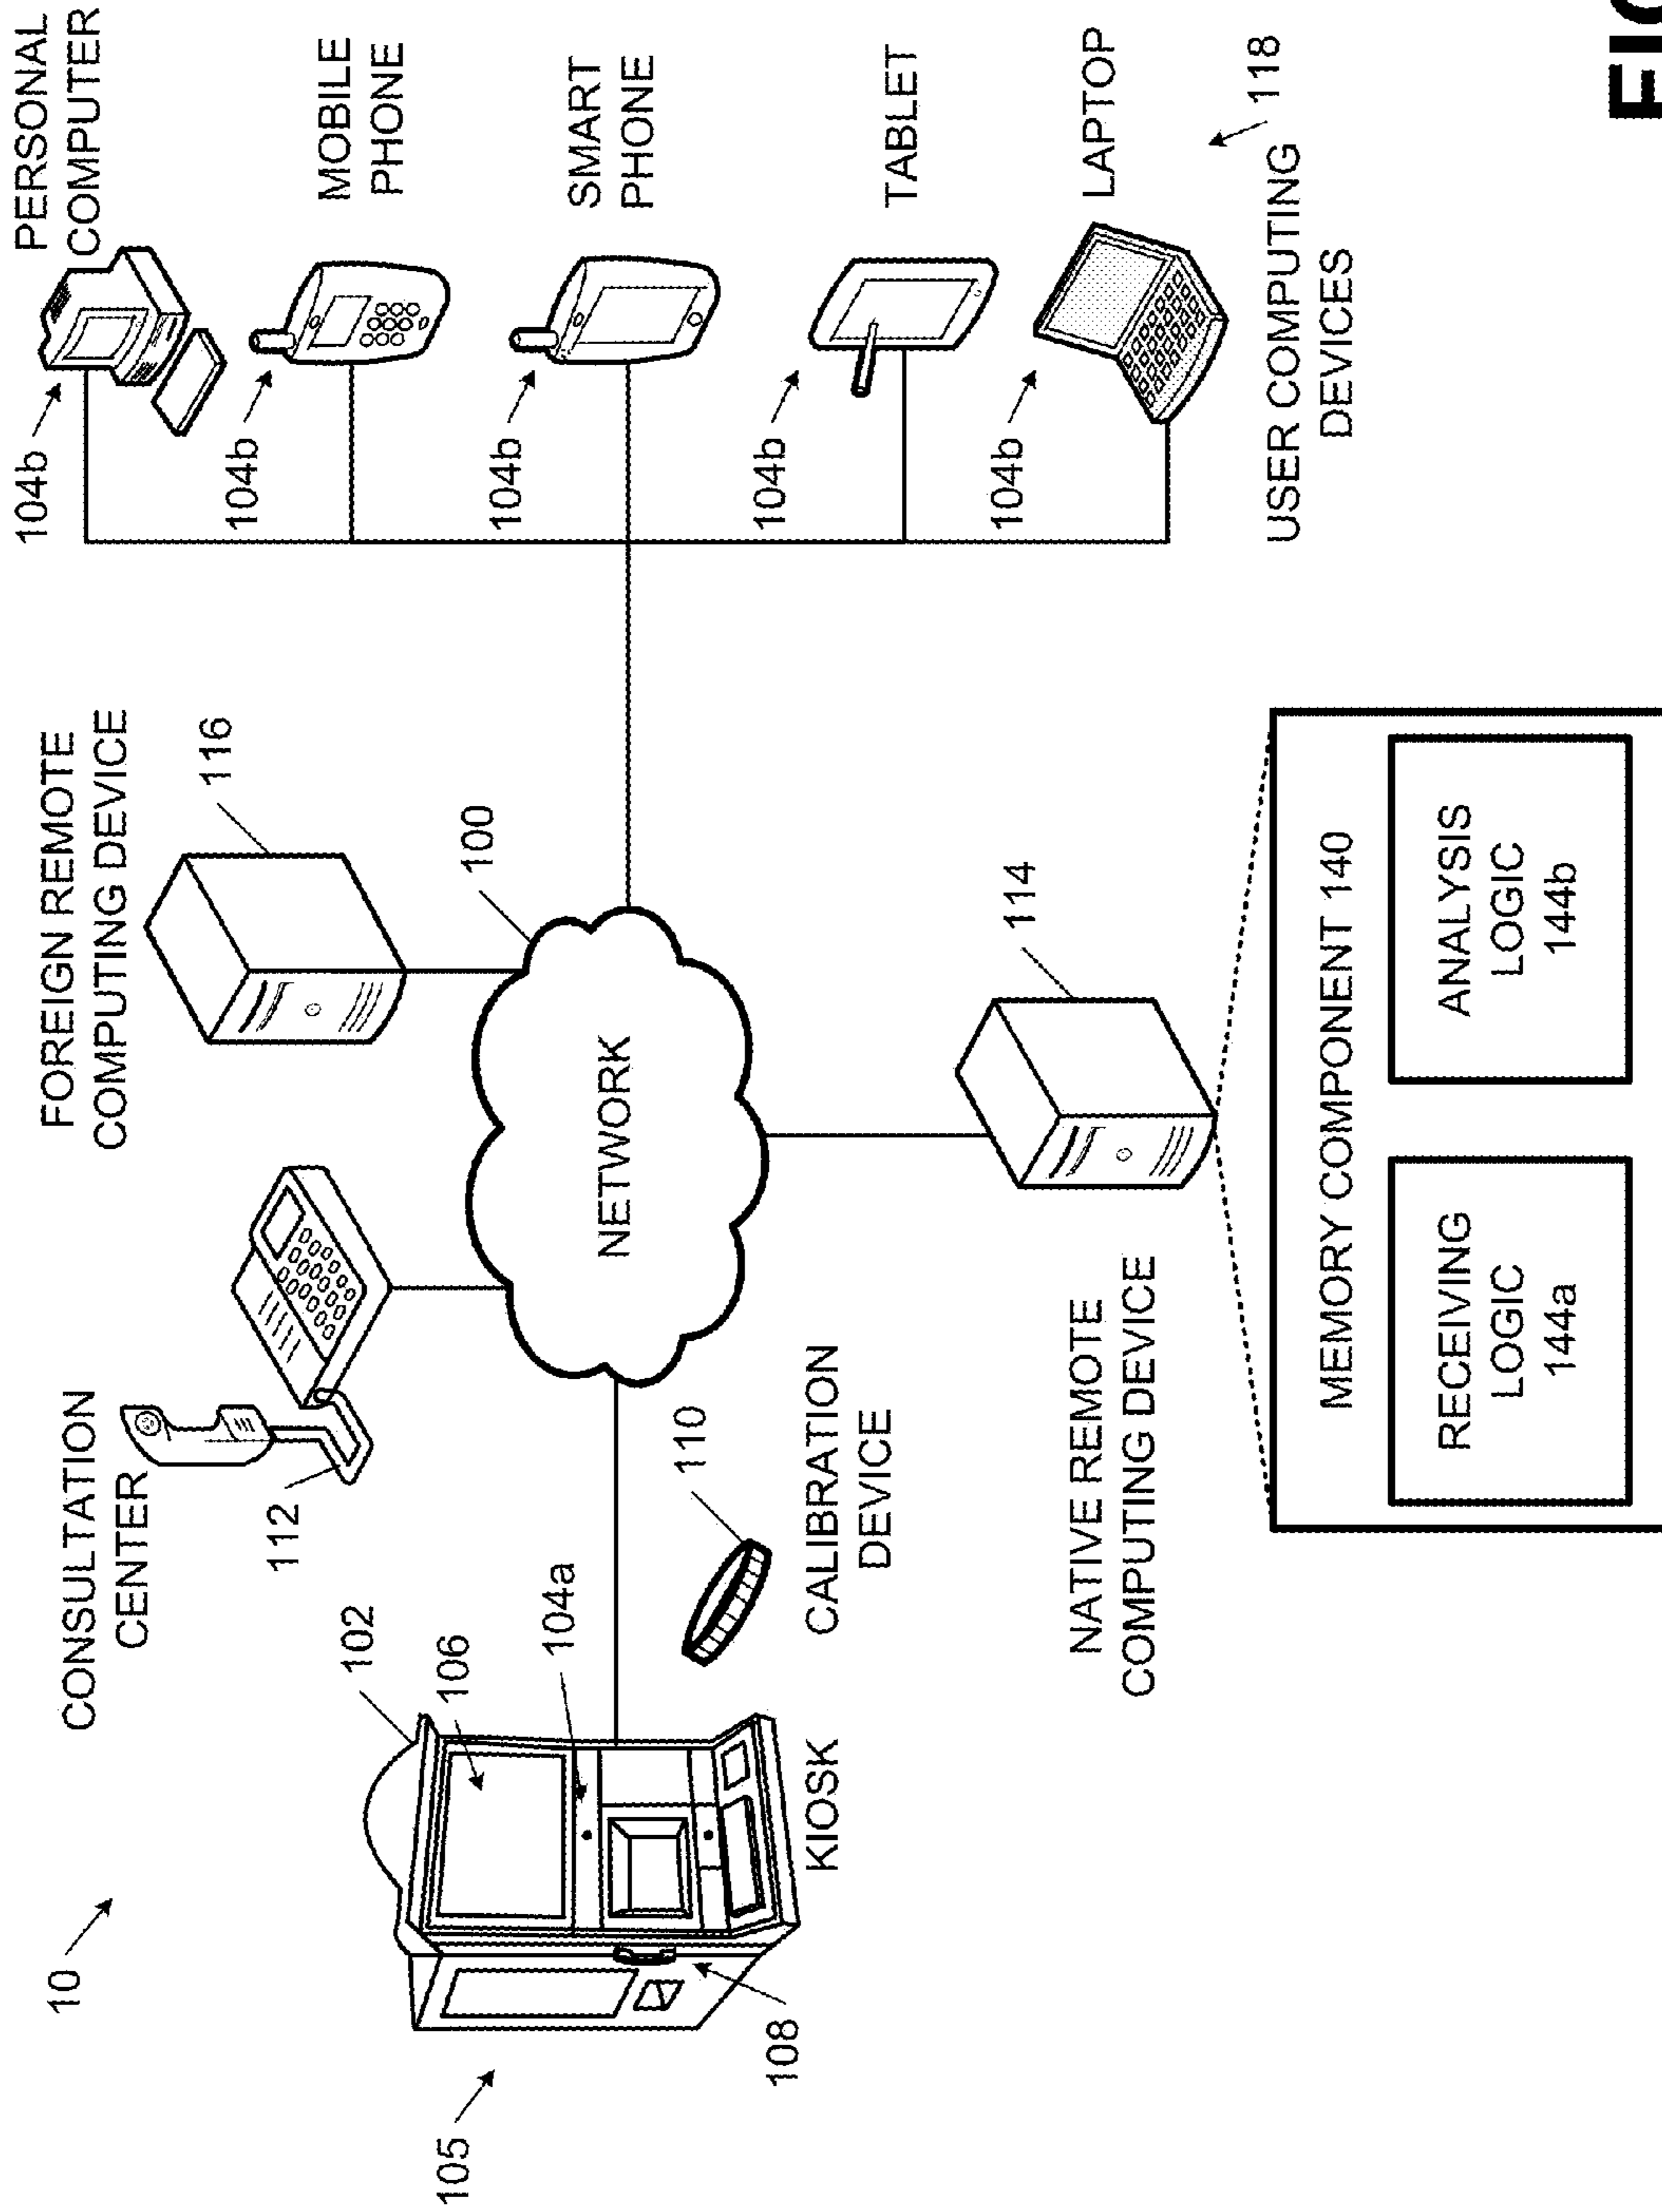 10
105
108
102
106
104a
KIOSK
CONSULTATION
CENTER
112
110
CALIBRATION
DEVICE
FOREIGN REMOTE
COMPUTING DEVICE
116
100
NETWORK
114
NATIVE REMOTE
COMPUTING DEVICE
MEMORY COMPONENT 140
RECEIVING
LOGIC
144a
ANALYSIS
LOGIC
144b
104b
PERSONAL
COMPUTER
104b
MOBILE
PHONE
104b
SMART
PHONE
104b
TABLET
104b
LAPTOP
USER COMPUTING
DEVICES
118